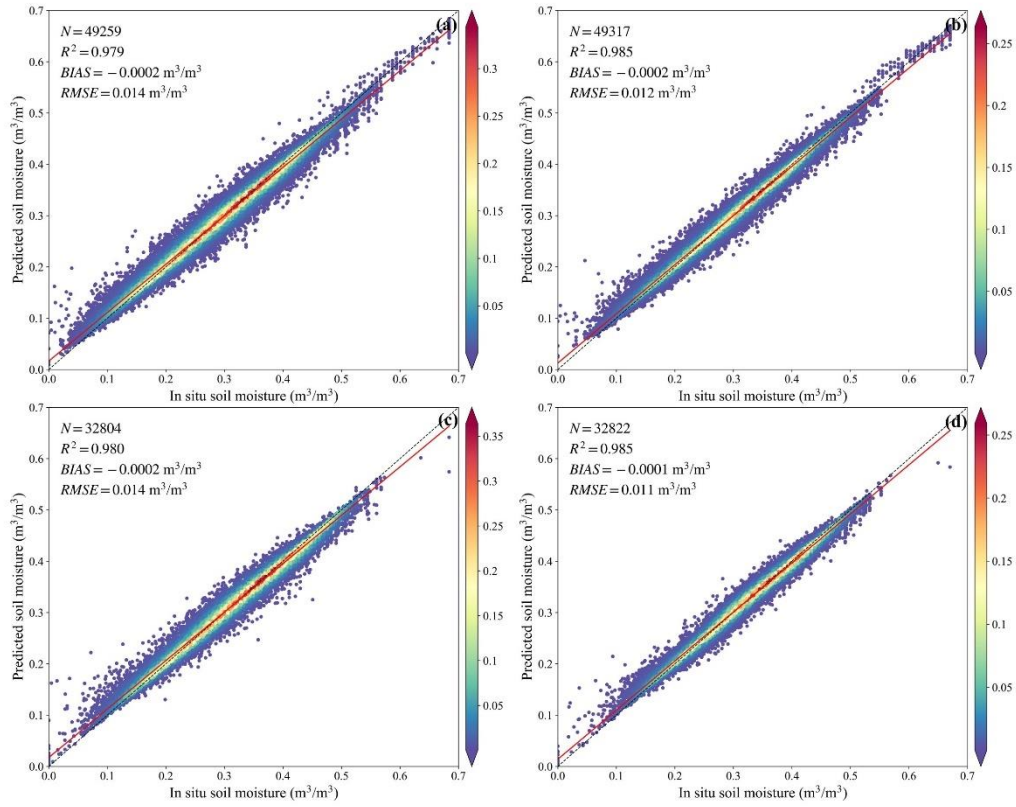 (a)
N = 49259
R² = 0.979
BIAS = −0.0002 m³/m³
RMSE = 0.014 m³/m³
Predicted soil moisture (m³/m³)
0.7
0.6
0.5
0.4
0.3
0.2
0.1
0.0
0.0 0.1 0.2 0.3 0.4 0.5 0.6 0.7
In situ soil moisture (m³/m³)
0.35
0.30
0.25
0.20
0.15
0.10
0.05
(b)
N = 49317
R² = 0.985
BIAS = −0.0002 m³/m³
RMSE = 0.012 m³/m³
Predicted soil moisture (m³/m³)
0.7
0.6
0.5
0.4
0.3
0.2
0.1
0.0
0.0 0.1 0.2 0.3 0.4 0.5 0.6 0.7
In situ soil moisture (m³/m³)
0.25
0.20
0.15
0.10
0.05
(c)
N = 32804
R² = 0.980
BIAS = −0.0002 m³/m³
RMSE = 0.014 m³/m³
Predicted soil moisture (m³/m³)
0.7
0.6
0.5
0.4
0.3
0.2
0.1
0.0
0.0 0.1 0.2 0.3 0.4 0.5 0.6 0.7
In situ soil moisture (m³/m³)
0.35
0.30
0.25
0.20
0.15
0.10
0.05
(d)
N = 32822
R² = 0.985
BIAS = −0.0001 m³/m³
RMSE = 0.011 m³/m³
Predicted soil moisture (m³/m³)
0.7
0.6
0.5
0.4
0.3
0.2
0.1
0.0
0.0 0.1 0.2 0.3 0.4 0.5 0.6 0.7
In situ soil moisture (m³/m³)
0.25
0.20
0.15
0.10
0.05